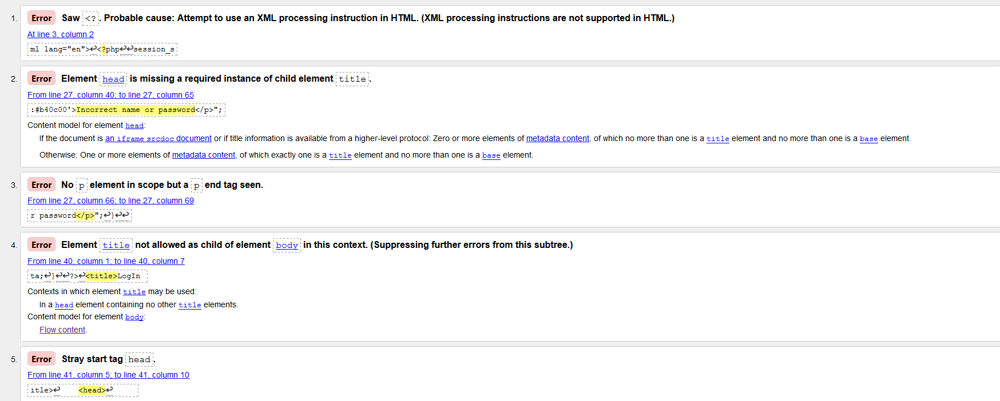 1. Error Saw <?. Probable cause: Attempt to use an XML processing instruction in HTML. (XML processing instructions are not supported in HTML.)
At line 3, column 2
ml lang="en">↩<?php↩↩session_s
2. Error Element head is missing a required instance of child element title.
From line 27, column 40; to line 27, column 65
:#b40c00'>Incorrect name or password</p>";
Content model for element head:
If the document is an iframe srcdoc document or if title information is available from a higher-level protocol: Zero or more elements of metadata content, of which no more than one is a title element and no more than one is a base element.
Otherwise: One or more elements of metadata content, of which exactly one is a title element and no more than one is a base element.
3. Error No p element in scope but a p end tag seen.
From line 27, column 66; to line 27, column 69
r password</p>";↩}↩↩
4. Error Element title not allowed as child of element body in this context. (Suppressing further errors from this subtree.)
From line 40, column 1; to line 40, column 7
ta;↩}↩↩?>↩<title>LogIn
Contexts in which element title may be used:
In a head element containing no other title elements.
Content model for element body:
Flow content.
5. Error Stray start tag head.
From line 41, column 5; to line 41, column 10
itle>↩    <head>↩